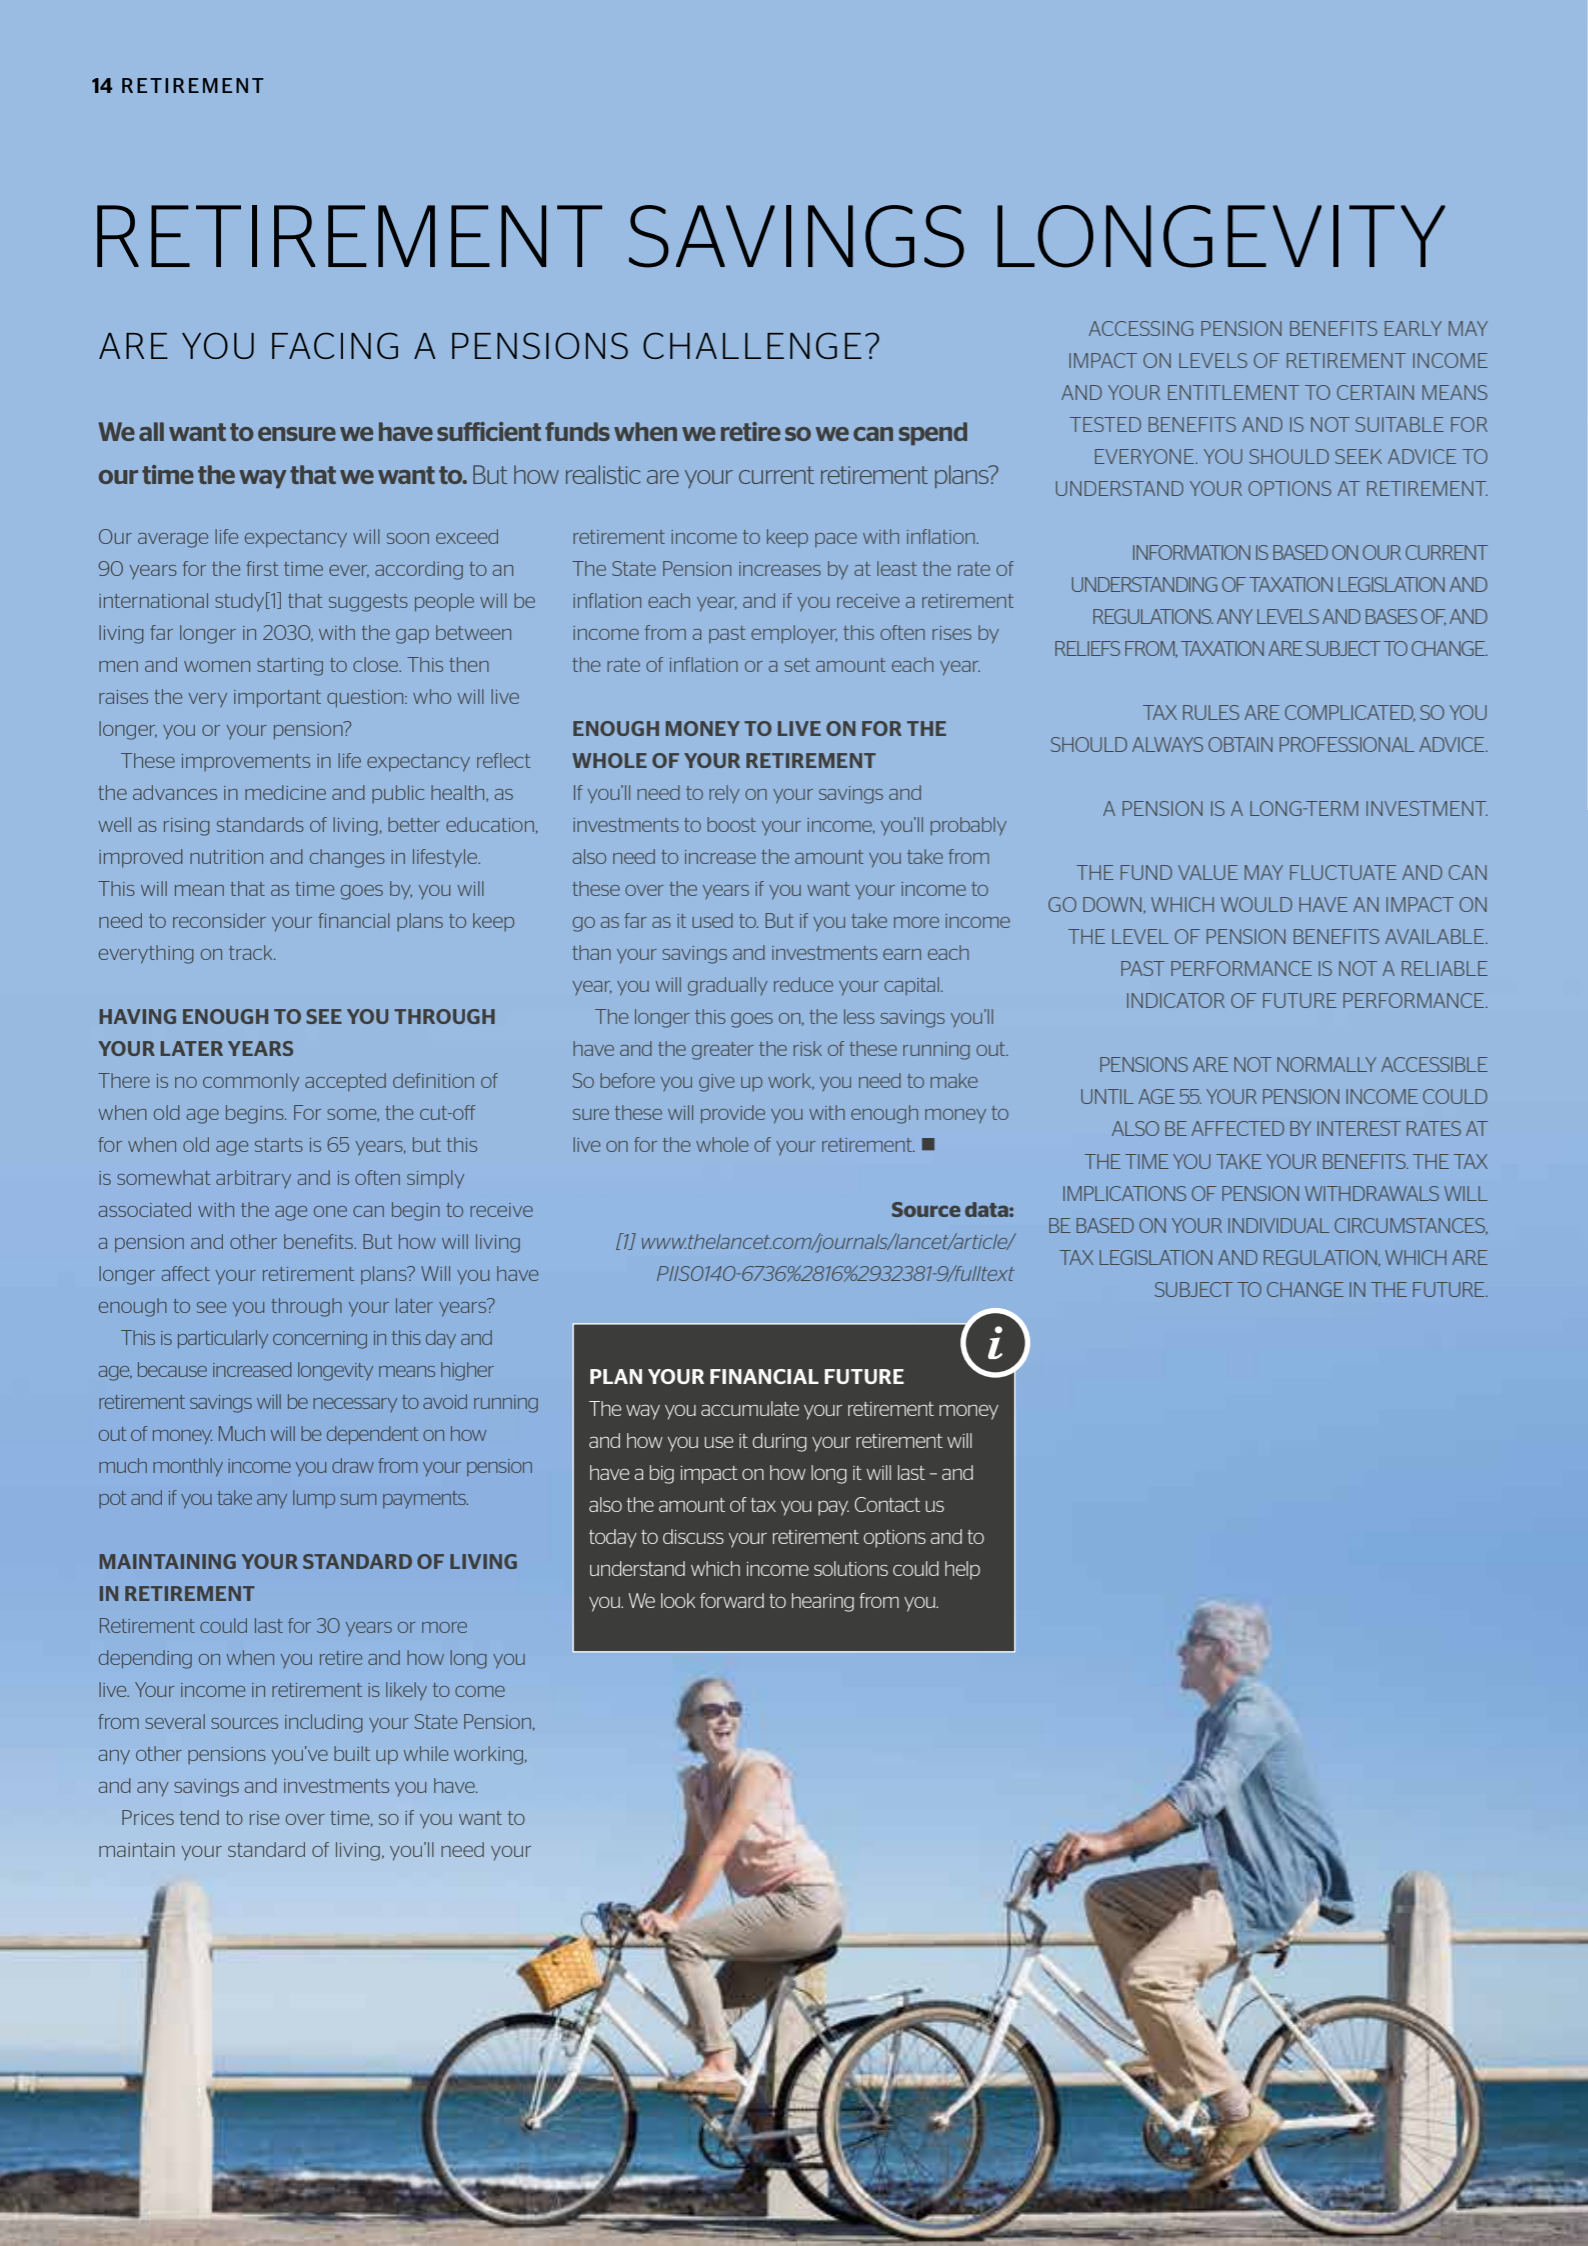 14 RETIREMENT
RETIREMENT SAVINGS LONGEVITY
ARE YOU FACING A PENSIONS CHALLENGE?
We all want to ensure we have sufficient funds when we retire so we can spend
our time the way that we want to. But how realistic are your current retirement plans?
Our average life expectancy will soon exceed
90 years for the first time ever, according to an
international study[1] that suggests people will be
living far longer in 2030, with the gap between
men and women starting to close. This then
raises the very important question: who will live
longer, you or your pension?
These improvements in life expectancy reflect
the advances in medicine and public health, as
well as rising standards of living, better education,
improved nutrition and changes in lifestyle.
This will mean that as time goes by, you will
need to reconsider your financial plans to keep
everything on track.
HAVING ENOUGH TO SEE YOU THROUGH
YOUR LATER YEARS
There is no commonly accepted definition of
when old age begins. For some, the cut-off
for when old age starts is 65 years, but this
is somewhat arbitrary and is often simply
associated with the age one can begin to receive
a pension and other benefits. But how will living
longer affect your retirement plans? Will you have
enough to see you through your later years?
This is particularly concerning in this day and
age, because increased longevity means higher
retirement savings will be necessary to avoid running
out of money. Much will be dependent on how
much monthly income you draw from your pension
pot and if you take any lump sum payments.
MAINTAINING YOUR STANDARD OF LIVING
IN RETIREMENT
Retirement could last for 30 years or more
depending on when you retire and how long you
live. Your income in retirement is likely to come
from several sources including your State Pension,
any other pensions you've built up while working,
and any savings and investments you have.
Prices tend to rise over time, so if you want to
maintain your standard of living, you'll need your
retirement income to keep pace with inflation.
The State Pension increases by at least the rate of
inflation each year, and if you receive a retirement
income from a past employer, this often rises by
the rate of inflation or a set amount each year.
ENOUGH MONEY TO LIVE ON FOR THE
WHOLE OF YOUR RETIREMENT
If you'll need to rely on your savings and
investments to boost your income, you'll probably
also need to increase the amount you take from
these over the years if you want your income to
go as far as it used to. But if you take more income
than your savings and investments earn each
year, you will gradually reduce your capital.
The longer this goes on, the less savings you'll
have and the greater the risk of these running out.
So before you give up work, you need to make
sure these will provide you with enough money to
live on for the whole of your retirement. ■
Source data:
[1] www.thelancet.com/journals/lancet/article/
PIIS0140-6736%2816%2932381-9/fulltext
i
PLAN YOUR FINANCIAL FUTURE
The way you accumulate your retirement money
and how you use it during your retirement will
have a big impact on how long it will last – and
also the amount of tax you pay. Contact us
today to discuss your retirement options and to
understand which income solutions could help
you. We look forward to hearing from you.
ACCESSING PENSION BENEFITS EARLY MAY
IMPACT ON LEVELS OF RETIREMENT INCOME
AND YOUR ENTITLEMENT TO CERTAIN MEANS
TESTED BENEFITS AND IS NOT SUITABLE FOR
EVERYONE. YOU SHOULD SEEK ADVICE TO
UNDERSTAND YOUR OPTIONS AT RETIREMENT.
INFORMATION IS BASED ON OUR CURRENT
UNDERSTANDING OF TAXATION LEGISLATION AND
REGULATIONS. ANY LEVELS AND BASES OF, AND
RELIEFS FROM, TAXATION ARE SUBJECT TO CHANGE.
TAX RULES ARE COMPLICATED, SO YOU
SHOULD ALWAYS OBTAIN PROFESSIONAL ADVICE.
A PENSION IS A LONG-TERM INVESTMENT.
THE FUND VALUE MAY FLUCTUATE AND CAN
GO DOWN, WHICH WOULD HAVE AN IMPACT ON
THE LEVEL OF PENSION BENEFITS AVAILABLE.
PAST PERFORMANCE IS NOT A RELIABLE
INDICATOR OF FUTURE PERFORMANCE.
PENSIONS ARE NOT NORMALLY ACCESSIBLE
UNTIL AGE 55. YOUR PENSION INCOME COULD
ALSO BE AFFECTED BY INTEREST RATES AT
THE TIME YOU TAKE YOUR BENEFITS. THE TAX
IMPLICATIONS OF PENSION WITHDRAWALS WILL
BE BASED ON YOUR INDIVIDUAL CIRCUMSTANCES,
TAX LEGISLATION AND REGULATION, WHICH ARE
SUBJECT TO CHANGE IN THE FUTURE.